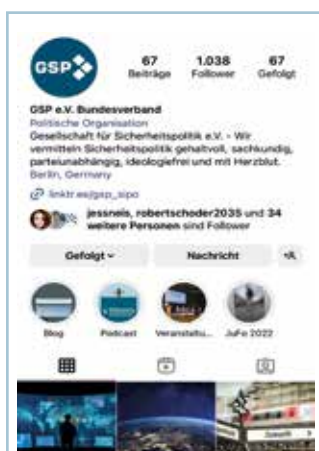 GSP
67 1.038 67
Beiträge Follower Gefolgt
GSP e.V. Bundesverband
Politische Organisation
Gesellschaft für Sicherheitspolitik e.V. - Wir
vermitteln Sicherheitspolitik gehaltvoll, sachkundig,
parteiunabhängig, ideologiefrei und mit Herzblut.
Berlin, Germany
linktr.ee/gsp_sipo
jessneis, robertschoder2035 und 34
weitere Personen sind Follower
Gefolgt Nachricht
Blog Podcast Veranstaltu... JuFo 2022
Zukunft